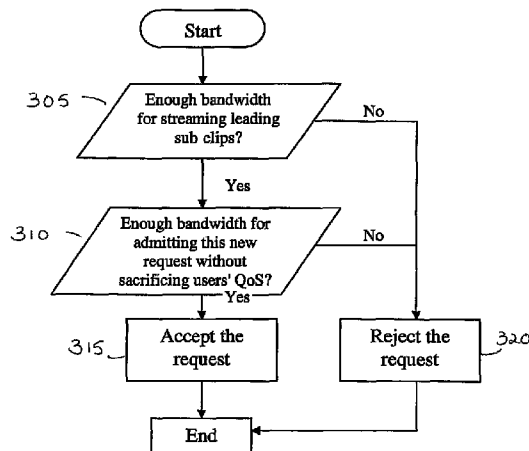 Start
305
Enough bandwidth
for streaming leading
sub clips?
No
Yes
310
Enough bandwidth for
admitting this new
request without
sacrificing users' QoS?
No
Yes
315
Accept the
request
Reject the
request
320
End